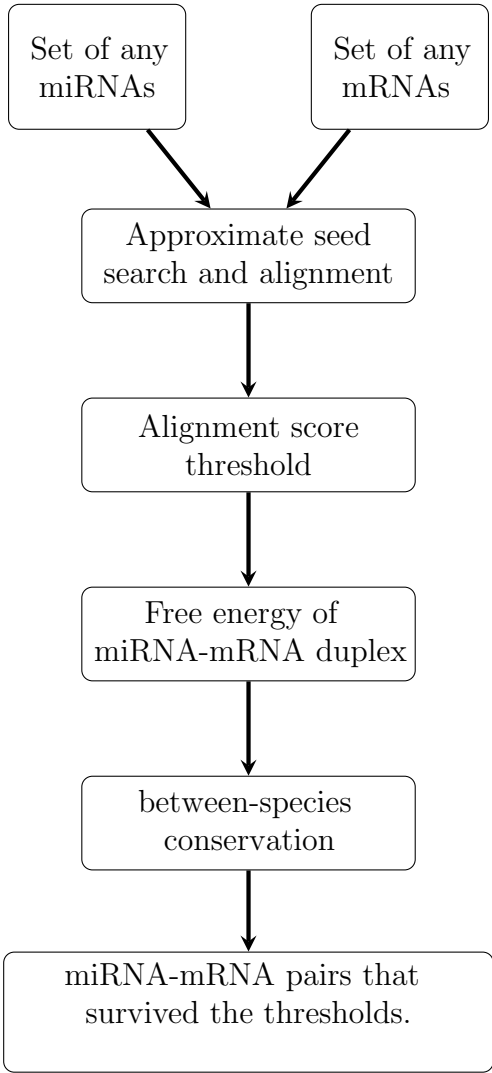 Set of any
miRNAs
Set of any
mRNAs
Approximate seed
search and alignment
Alignment score
threshold
Free energy of
miRNA-mRNA duplex
between-species
conservation
miRNA-mRNA pairs that
survived the thresholds.